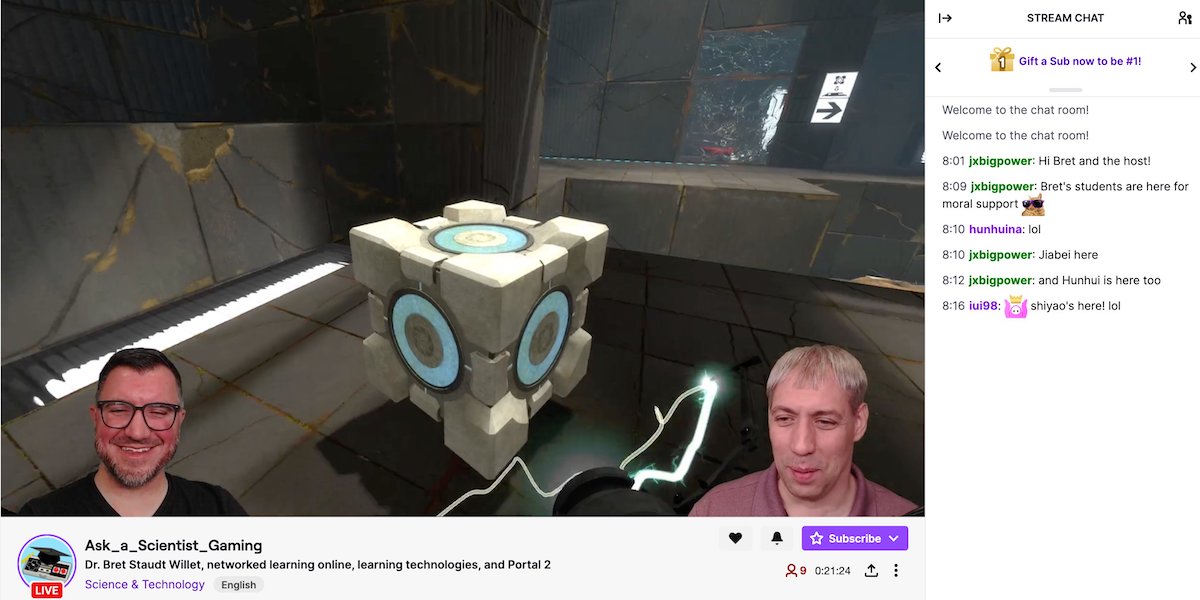 STREAM CHAT
1 Gift a Sub now to be #1!
Welcome to the chat room!
Welcome to the chat room!
8:01 jxbigpower: Hi Bret and the host!
8:09 jxbigpower: Bret's students are here for
moral support
8:10 hunhuina: lol
8:10 jxbigpower: Jiabei here
8:12 jxbigpower: and Hunhui is here too
8:16 iui98: shiyao's here! lol
Ask_a_Scientist_Gaming
Subscribe
Dr. Bret Staudt Willet, networked learning online, learning technologies, and Portal 2
9 0:21:24
Science & Technology English
LIVE